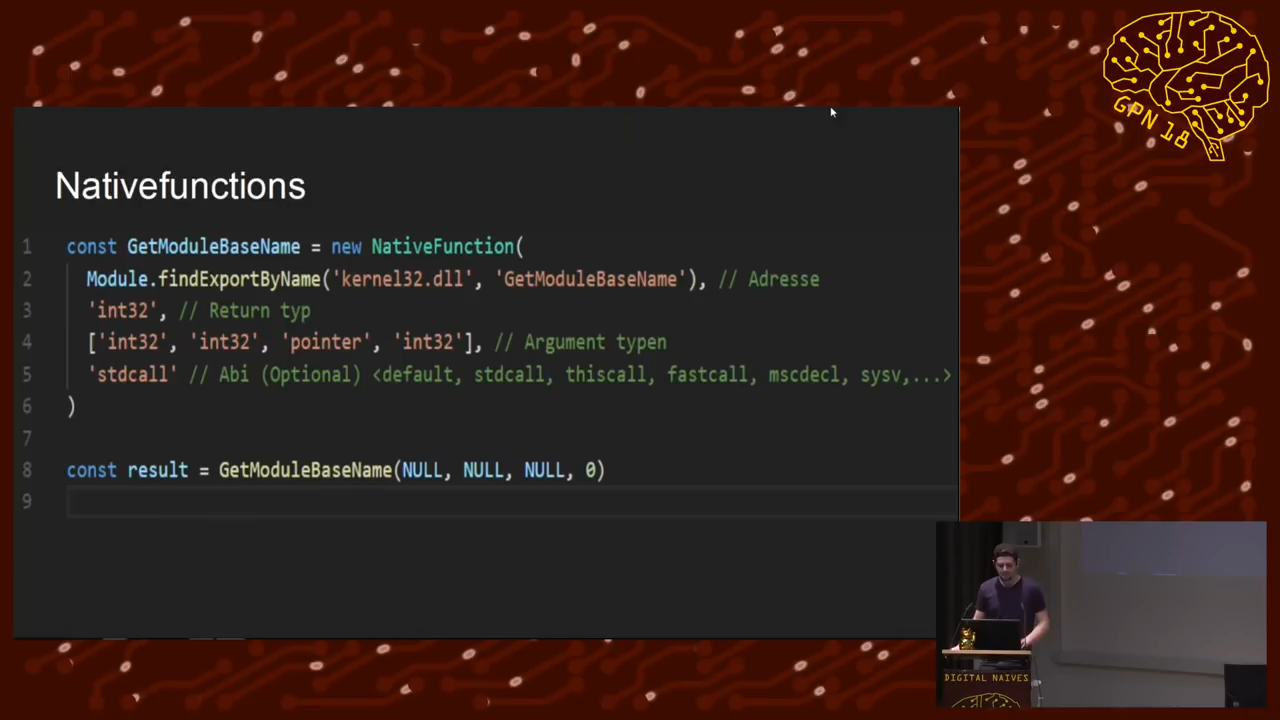 GPN 18
Nativefunctions
1 const GetModuleBaseName = new NativeFunction(
2 Module.findExportByName('kernel32.dll', 'GetModuleBaseName'), // Adresse
3 'int32', // Return typ
4 ['int32', 'int32', 'pointer', 'int32'], // Argument typen
5 'stdcall' // Abi (Optional) <default, stdcall, thiscall, fastcall, mscdecl, sysv,...>
6 )
7
8 const result = GetModuleBaseName(NULL, NULL, NULL, 0)
9
DIGITAL NAIVES